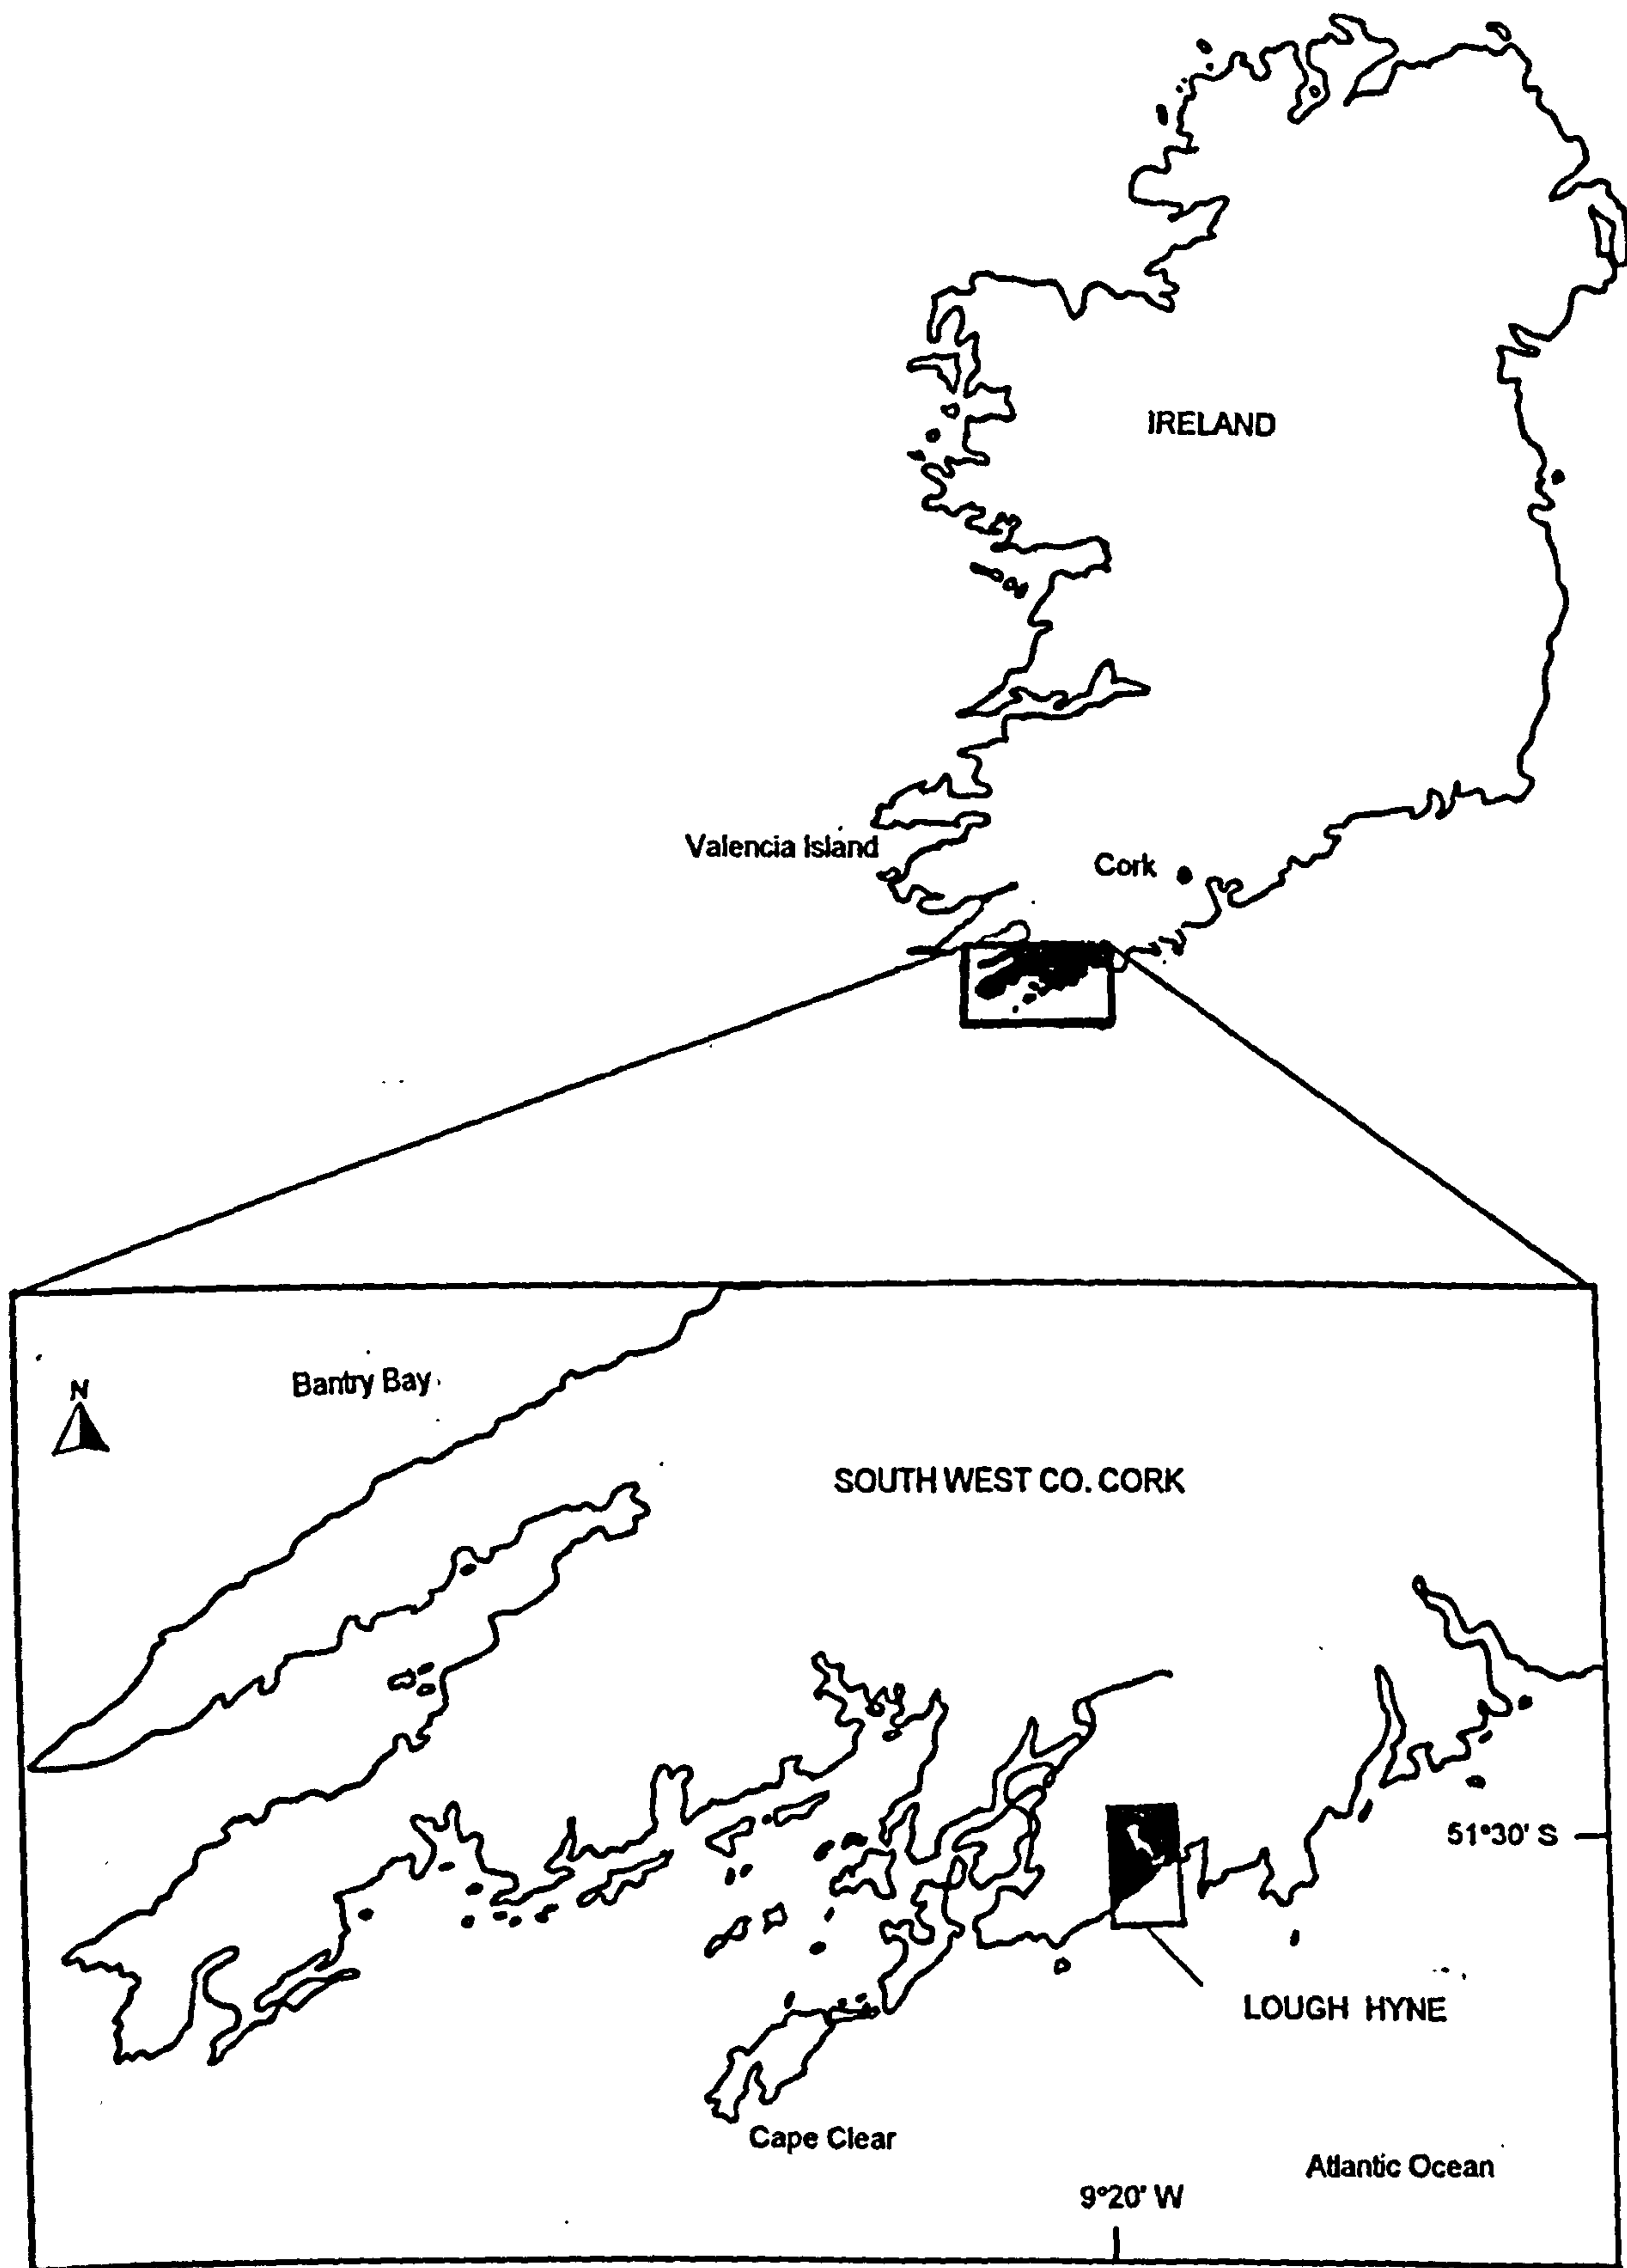 IRELAND
Valencia Island
Cork
N
Bantry Bay
SOUTH WEST CO. CORK
51°30' S
LOUGH HYNE
Cape Clear
Atlantic Ocean
9°20' W